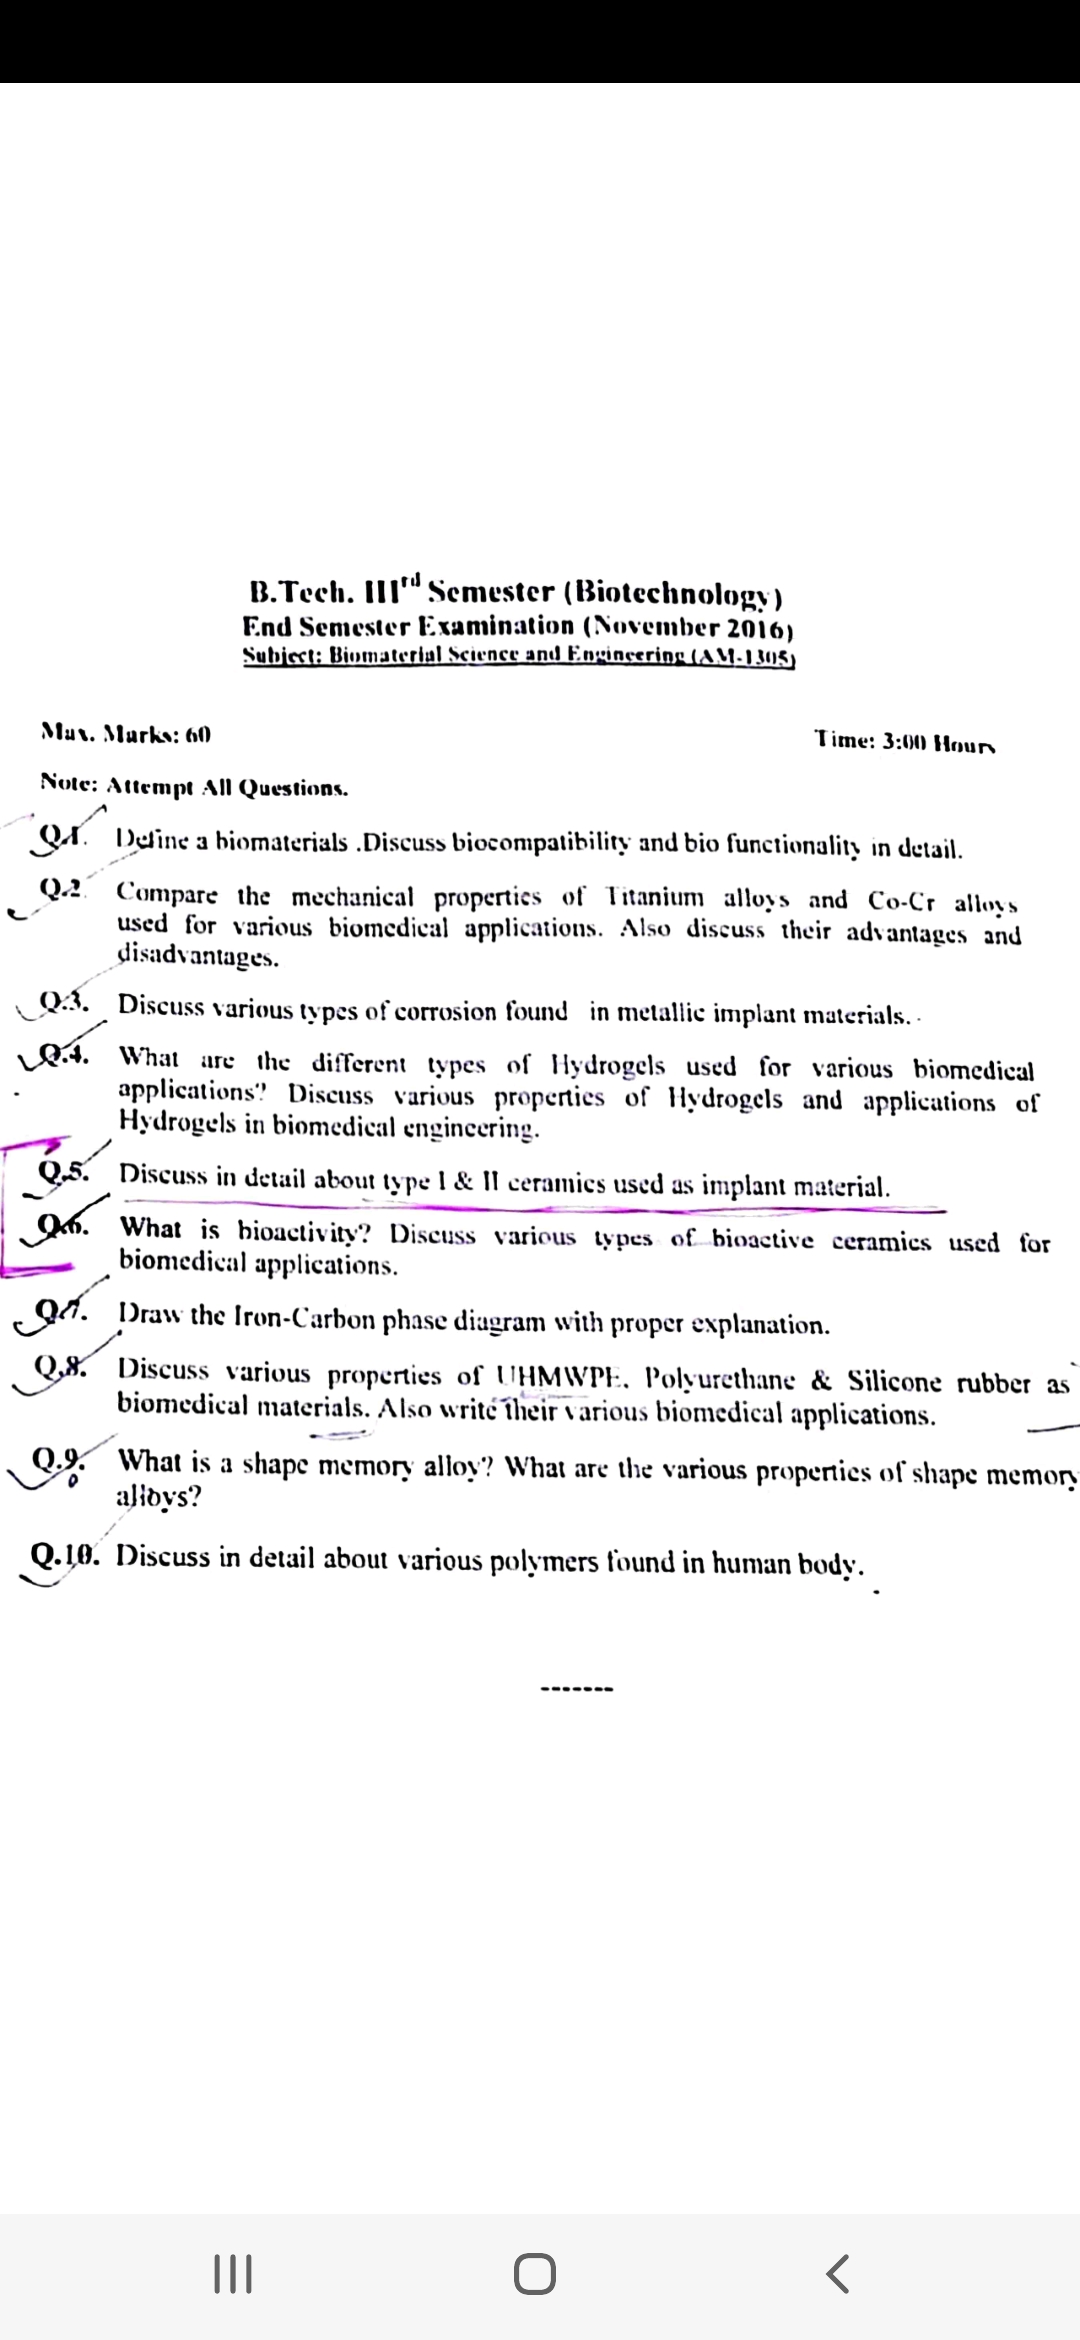 B.Tech. IIIrd Semester (Biotechnology)
End Semester Examination (November 2016)
Subject: Biomaterial Science and Engineering (AM-1305)
Max. Marks: 60
Time: 3:00 Hours
Note: Attempt All Questions.
Q.1. Define a biomaterials .Discuss biocompatibility and bio functionality in detail.
Q.2. Compare the mechanical properties of Titanium alloys and Co-Cr alloys
used for various biomedical applications. Also discuss their advantages and
disadvantages.
Q.3. Discuss various types of corrosion found in metallic implant materials.
Q.4. What are the different types of Hydrogels used for various biomedical
applications? Discuss various properties of Hydrogels and applications of
Hydrogels in biomedical engineering.
Q.5. Discuss in detail about type I & II ceramics used as implant material.
Q.6. What is bioactivity? Discuss various types of bioactive ceramics used for
biomedical applications.
Q.7. Draw the Iron-Carbon phase diagram with proper explanation.
Q.8. Discuss various properties of UHMWPE, Polyurethane & Silicone rubber as
biomedical materials. Also write their various biomedical applications.
Q.9. What is a shape memory alloy? What are the various properties of shape memory
alloys?
Q.10. Discuss in detail about various polymers found in human body.
-------